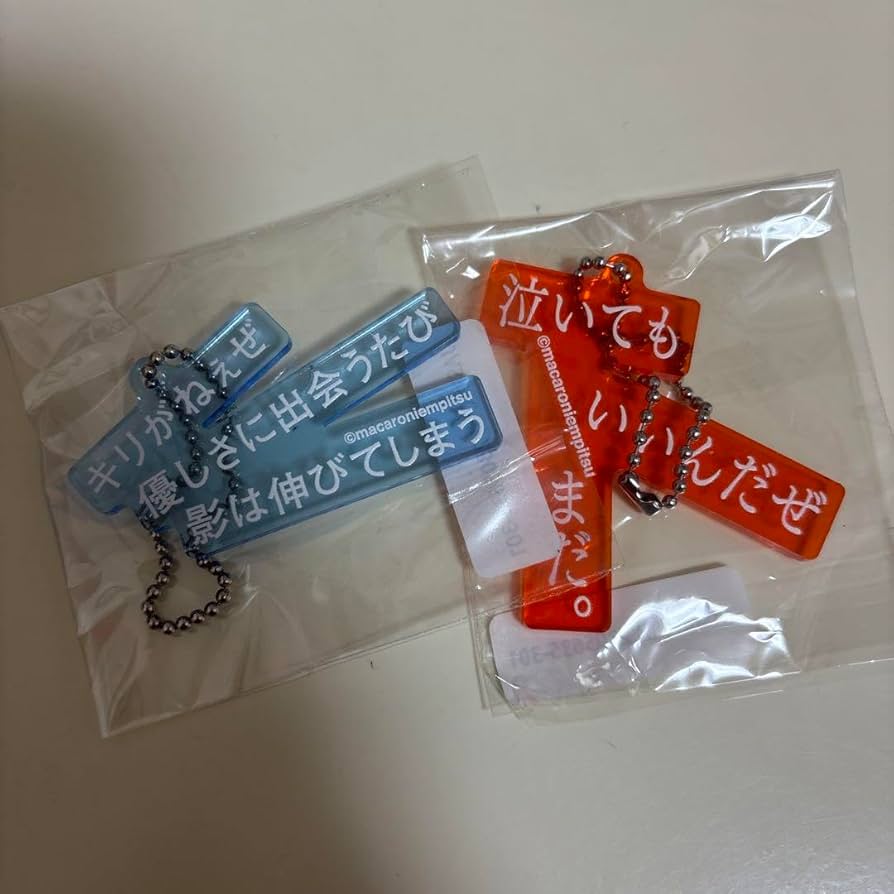 キリがねぇぜ
優しさに出会うたび
影は伸びてしまう
©macaroniempitsu
泣いても
いいんだぜ
まだ。
©macaroniempitsu